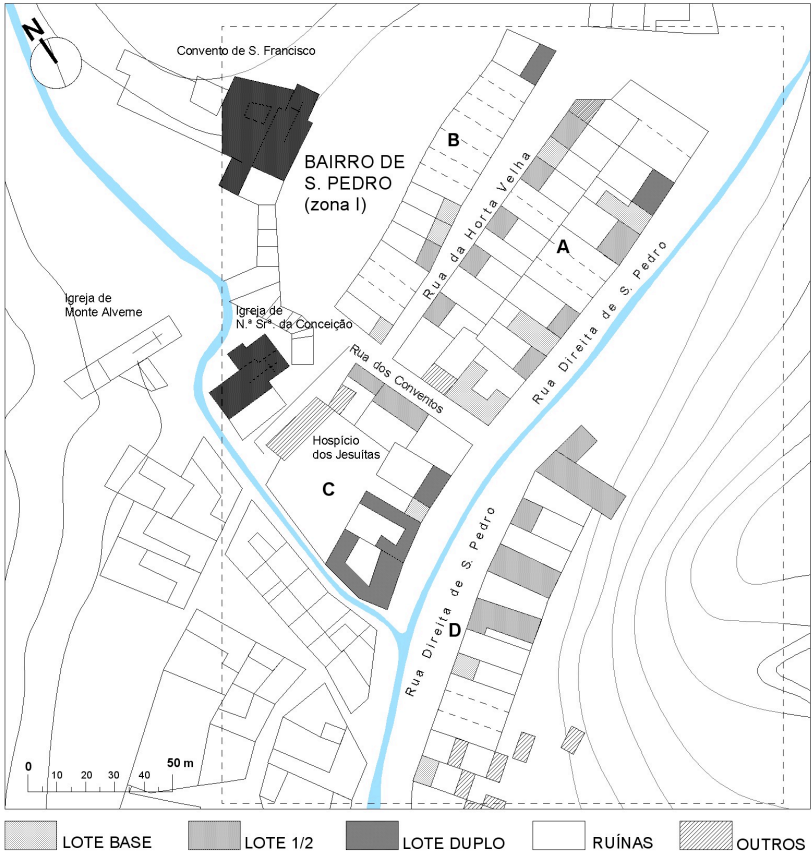 N
Convento de S. Francisco
BAIRRO DE
S. PEDRO
(zona I)
B
Rua da Horta Velha
A
Rua Direita de S. Pedro
Igreja de
Monte Alverne
Igreja de
N.ª Srª. da Conceição
Rua dos Conventos
Hospício
dos Jesuítas
C
Rua Direita de S. Pedro
D
0 10 20 30 40 50 m
LOTE BASE
LOTE 1/2
LOTE DUPLO
RUÍNAS
OUTROS